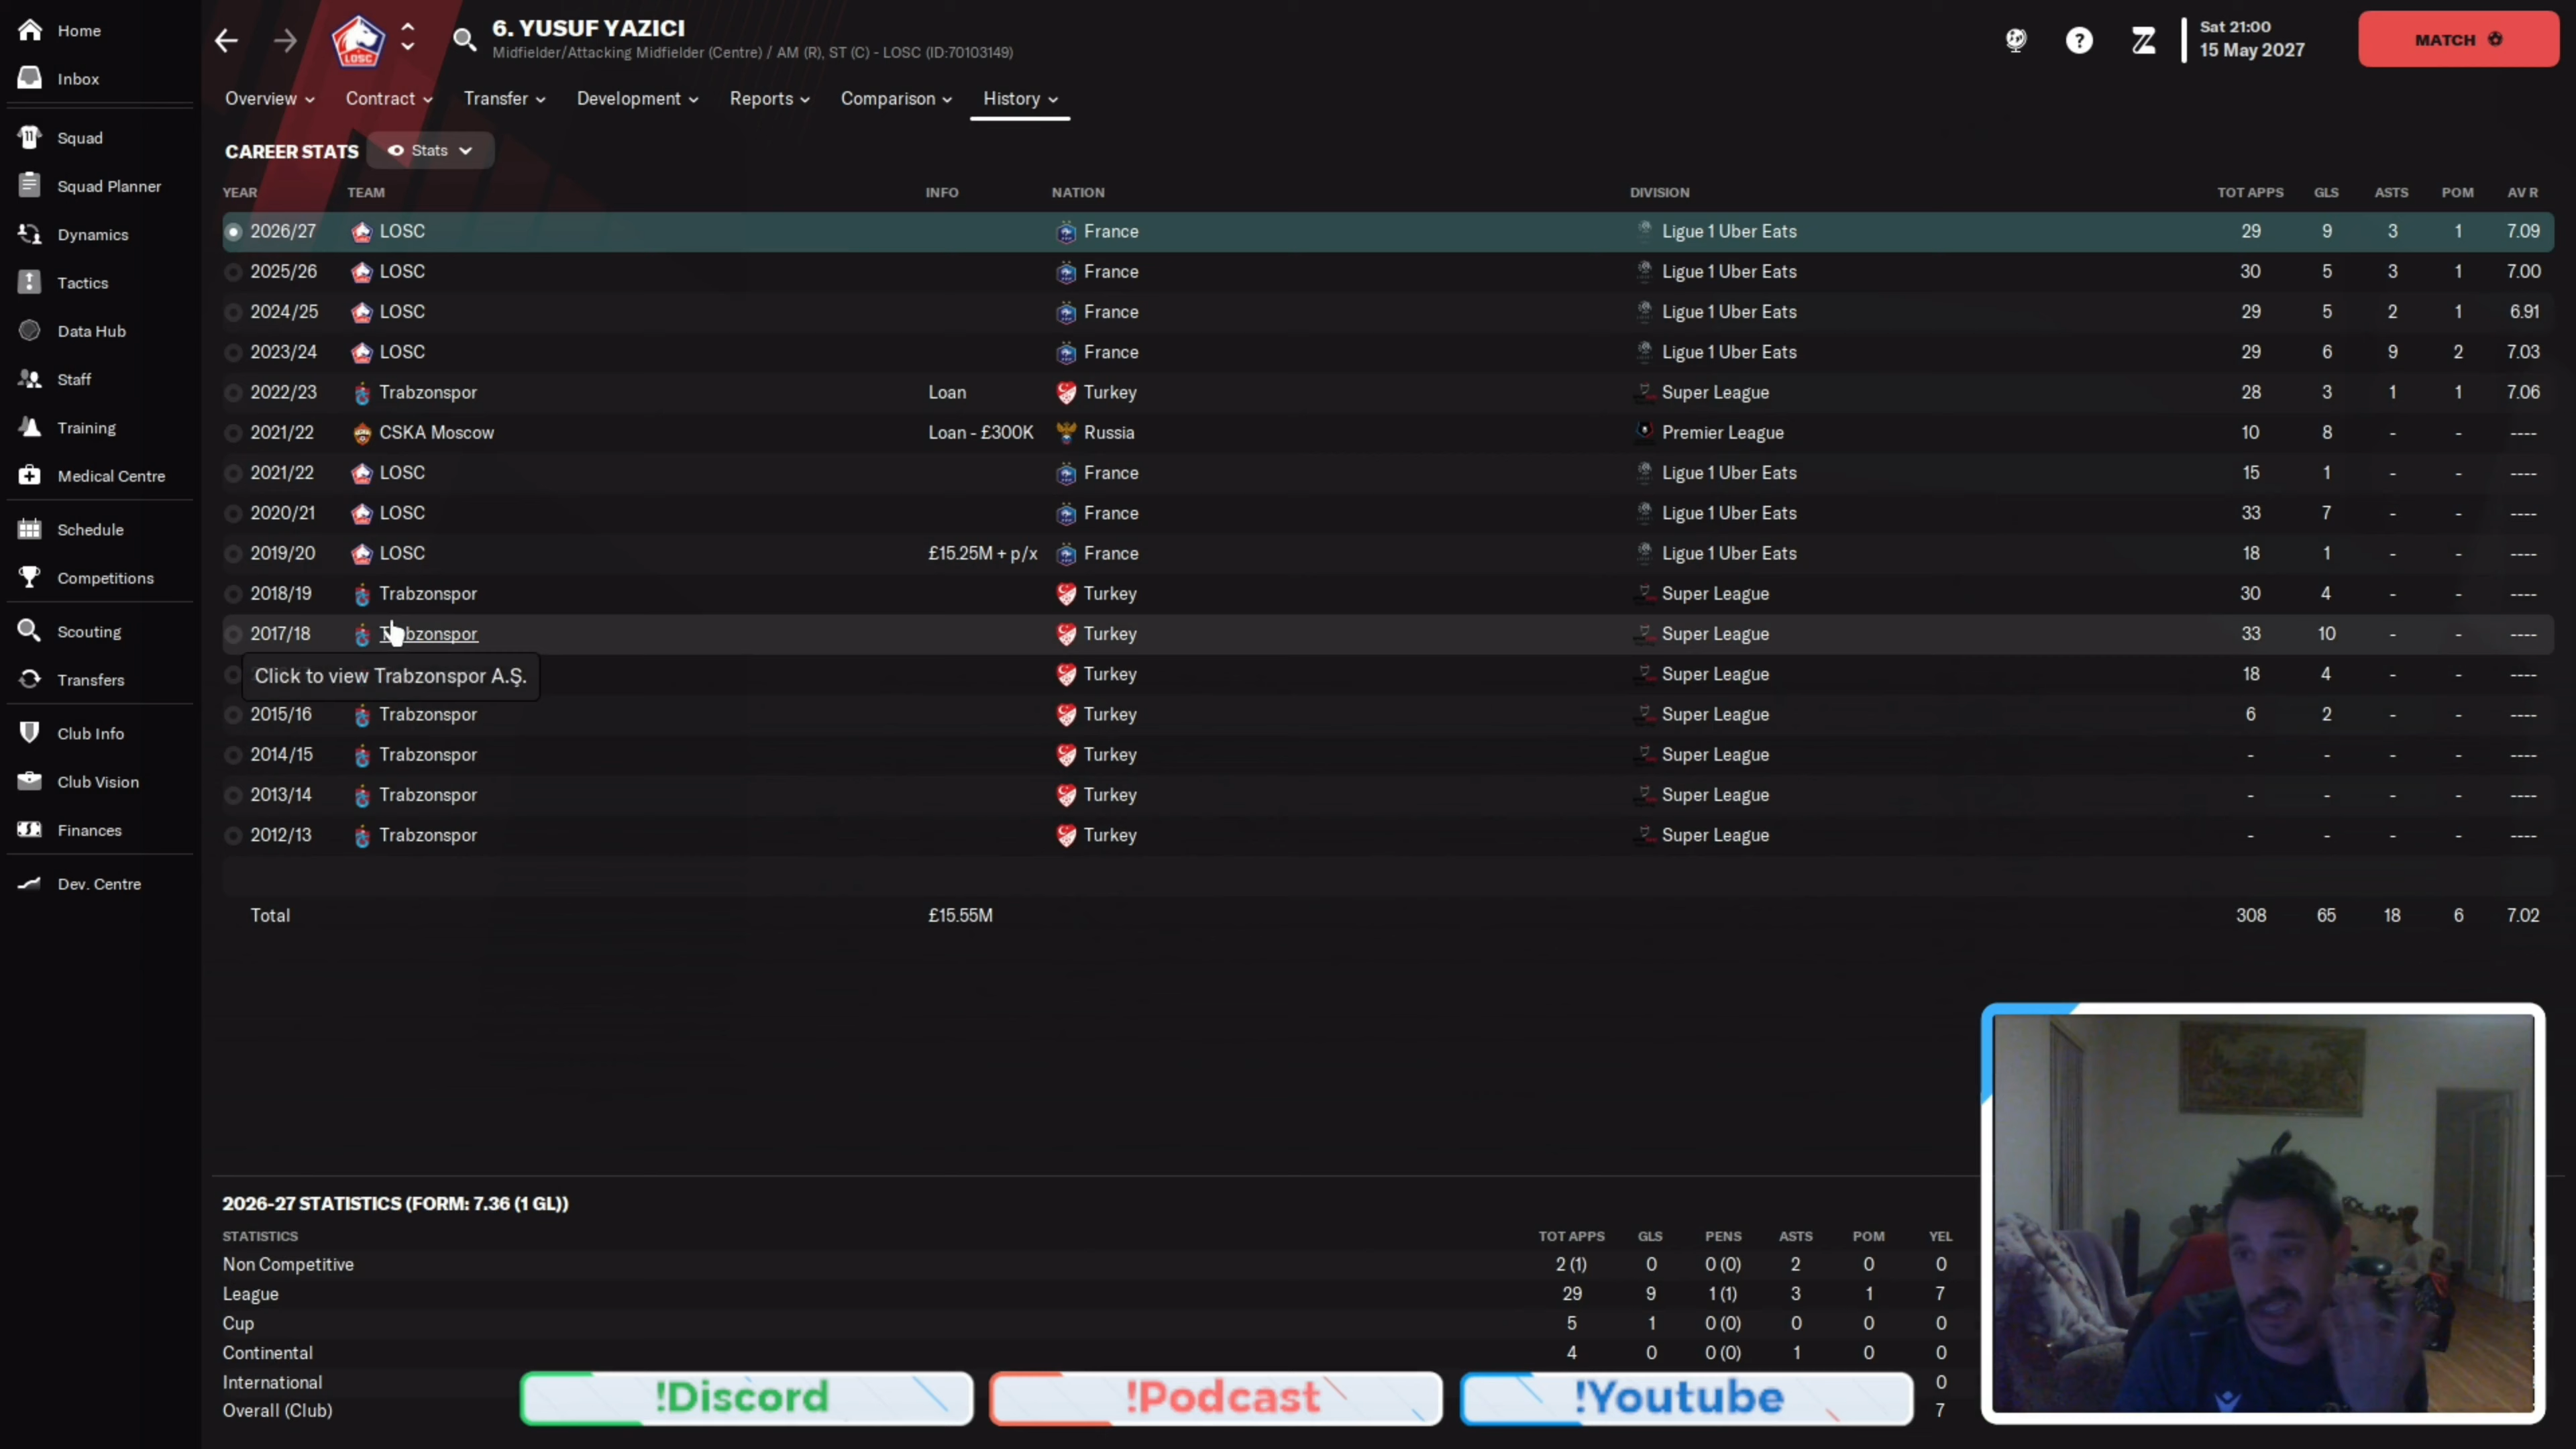 Home
Inbox
Squad
Squad Planner
Dynamics
Tactics
Data Hub
Staff
Training
Medical Centre
Schedule
Competitions
Scouting
Transfers
Club Info
Club Vision
Finances
Dev. Centre
LOSC
6. YUSUF YAZICI
Midfielder/Attacking Midfielder (Centre) / AM (R), ST (C) - LOSC (ID:70103149)
Sat 21:00
15 May 2027
MATCH
Overview Contract Transfer Development Reports Comparison History
CAREER STATS Stats
YEAR TEAM INFO NATION DIVISION TOT APPS GLS ASTS POM AV R
2026/27 LOSC France Ligue 1 Uber Eats 29 9 3 1 7.09
2025/26 LOSC France Ligue 1 Uber Eats 30 5 3 1 7.00
2024/25 LOSC France Ligue 1 Uber Eats 29 5 2 1 6.91
2023/24 LOSC France Ligue 1 Uber Eats 29 6 9 2 7.03
2022/23 Trabzonspor Loan Turkey Super League 28 3 1 1 7.06
2021/22 CSKA Moscow Loan - £300K Russia Premier League 10 8 - - ----
2021/22 LOSC France Ligue 1 Uber Eats 15 1 - - ----
2020/21 LOSC France Ligue 1 Uber Eats 33 7 - - ----
2019/20 LOSC £15.25M + p/x France Ligue 1 Uber Eats 18 1 - - ----
2018/19 Trabzonspor Turkey Super League 30 4 - - ----
2017/18 Trabzonspor Turkey Super League 33 10 - - ----
Click to view Trabzonspor A.Ş. Turkey Super League 18 4 - - ----
2015/16 Trabzonspor Turkey Super League 6 2 - - ----
2014/15 Trabzonspor Turkey Super League - - - - ----
2013/14 Trabzonspor Turkey Super League - - - - ----
2012/13 Trabzonspor Turkey Super League - - - - ----
Total £15.55M 308 65 18 6 7.02
2026-27 STATISTICS (FORM: 7.36 (1 GL))
STATISTICS TOT APPS GLS PENS ASTS POM YEL
Non Competitive 2 (1) 0 0 (0) 2 0 0
League 29 9 1 (1) 3 1 7
Cup 5 1 0 (0) 0 0 0
Continental 4 0 0 (0) 1 0 0
International 0
Overall (Club) 7
!Discord !Podcast !Youtube